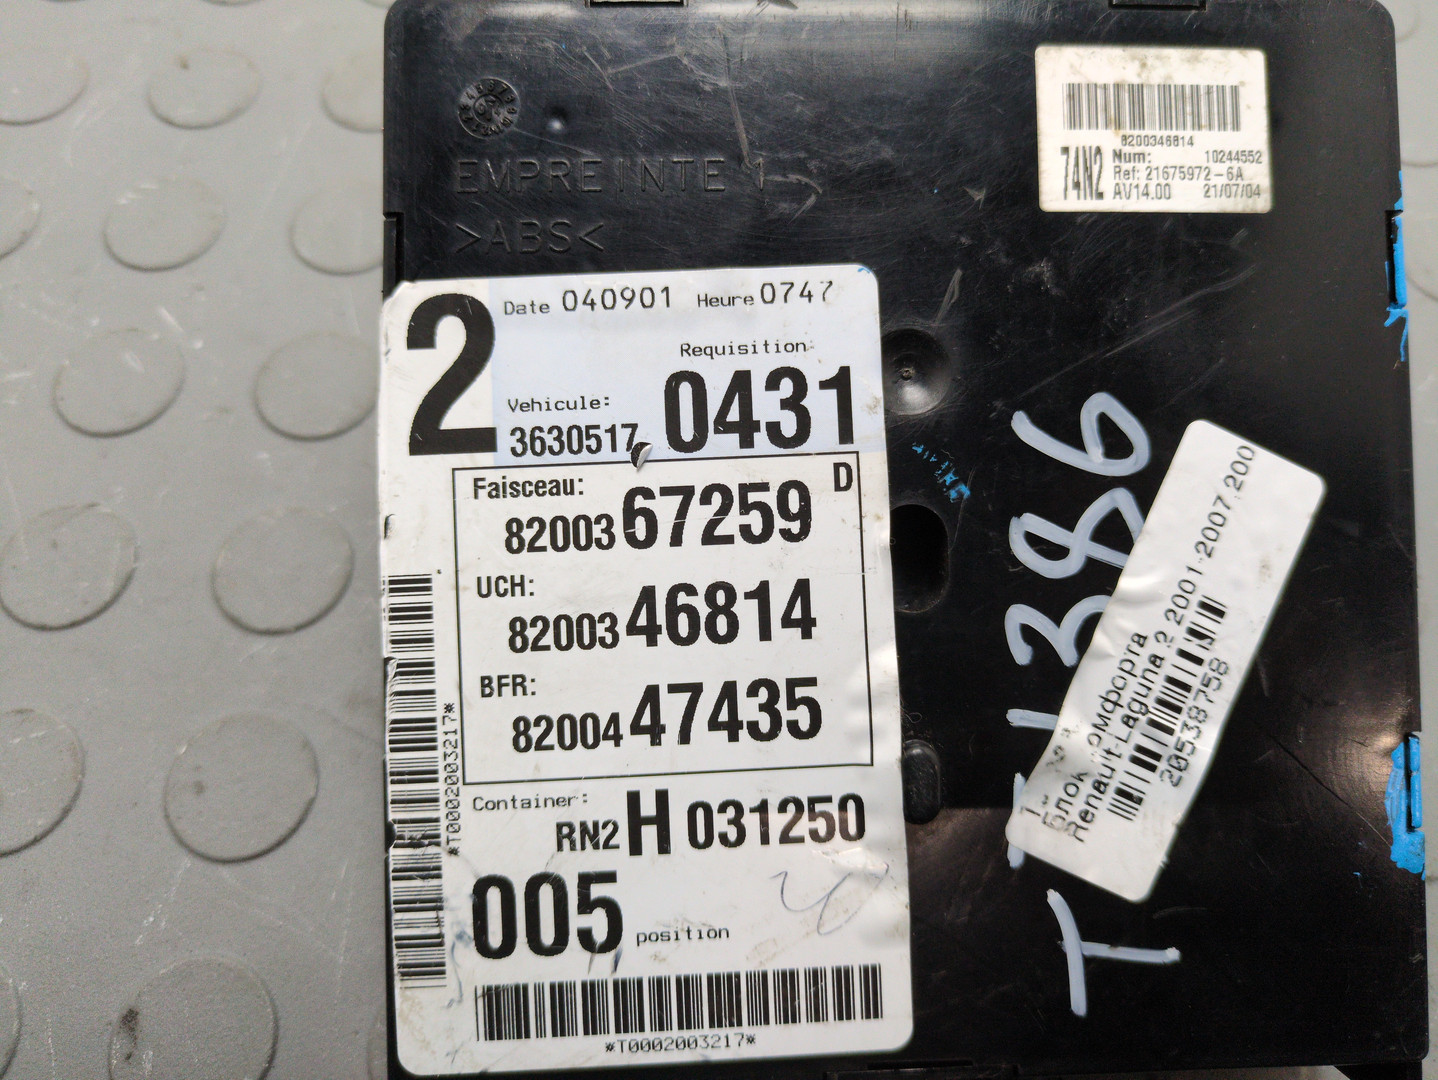 EMPREINTE 1
>ABS<
8200346814
74N2
Num: 10244552
Ref: 21675972-6A
AV14.00 21/07/04
2
Date 040901 Heure 0747
Requisition:
Vehicule:
3630517 0431
Faisceau: D
8200367259
UCH:
8200346814
BFR:
8200447435
Container:
RN2 H 031250
005 position
*T0002003217*
*T0002003217*
T-1386
Renault-Laguna 2 2001-2007 200
20538758